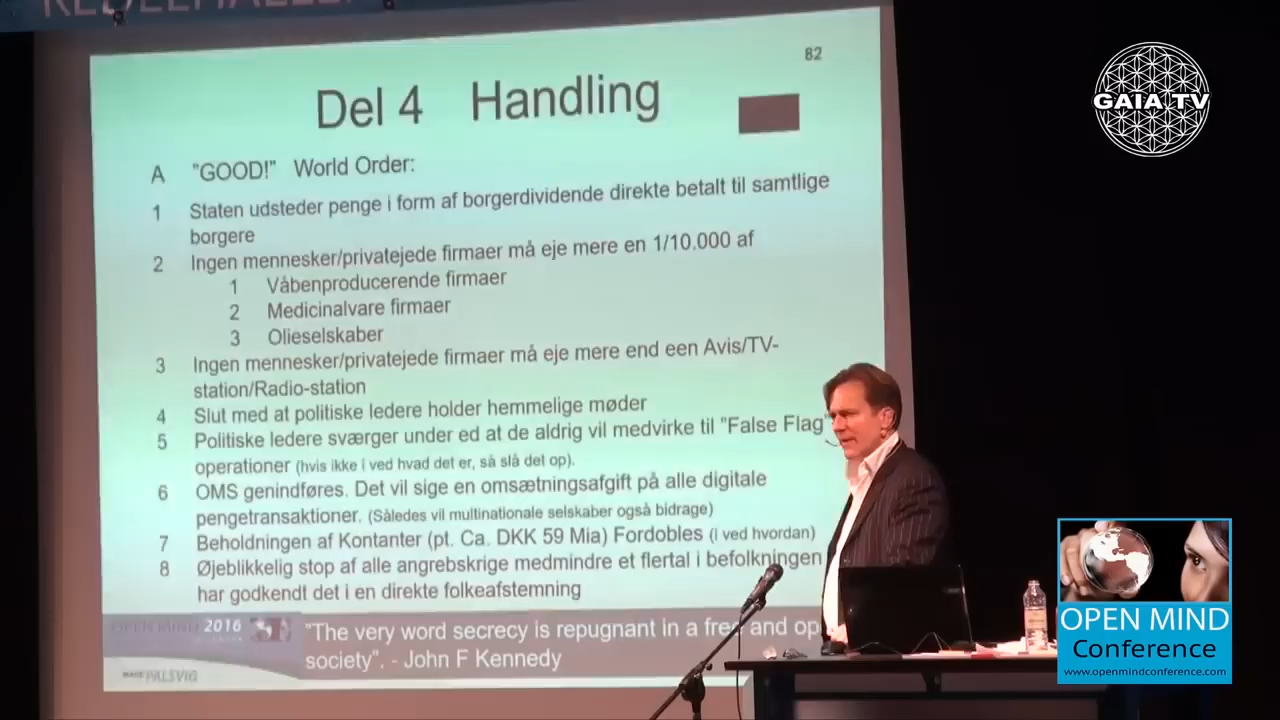 82
GAIA TV
Del 4 Handling
A "GOOD!" World Order:
1 Staten udsteder penge i form af borgerdividende direkte betalt til samtlige
borgere
2 Ingen mennesker/privatejede firmaer må eje mere en 1/10.000 af
1 Våbenproducerende firmaer
2 Medicinalvare firmaer
3 Olieselskaber
3 Ingen mennesker/privatejede firmaer må eje mere end een Avis/TV-
station/Radio-station
4 Slut med at politiske ledere holder hemmelige møder
5 Politiske ledere sværger under ed at de aldrig vil medvirke til "False Flag"
operationer (hvis ikke i ved hvad det er, så slå det op).
6 OMS genindføres. Det vil sige en omsætningsafgift på alle digitale
pengetransaktioner. (Således vil multinationale selskaber også bidrage)
7 Beholdningen af Kontanter (pt. Ca. DKK 59 Mia) Fordobles (i ved hvordan)
8 Øjeblikkelig stop af alle angrebskrige medmindre et flertal i befolkningen
har godkendt det i en direkte folkeafstemning
OPEN MIND 2016
"The very word secrecy is repugnant in a free and op
society". - John F Kennedy
PALSVIG
OPEN MIND
Conference
www.openmindconference.com